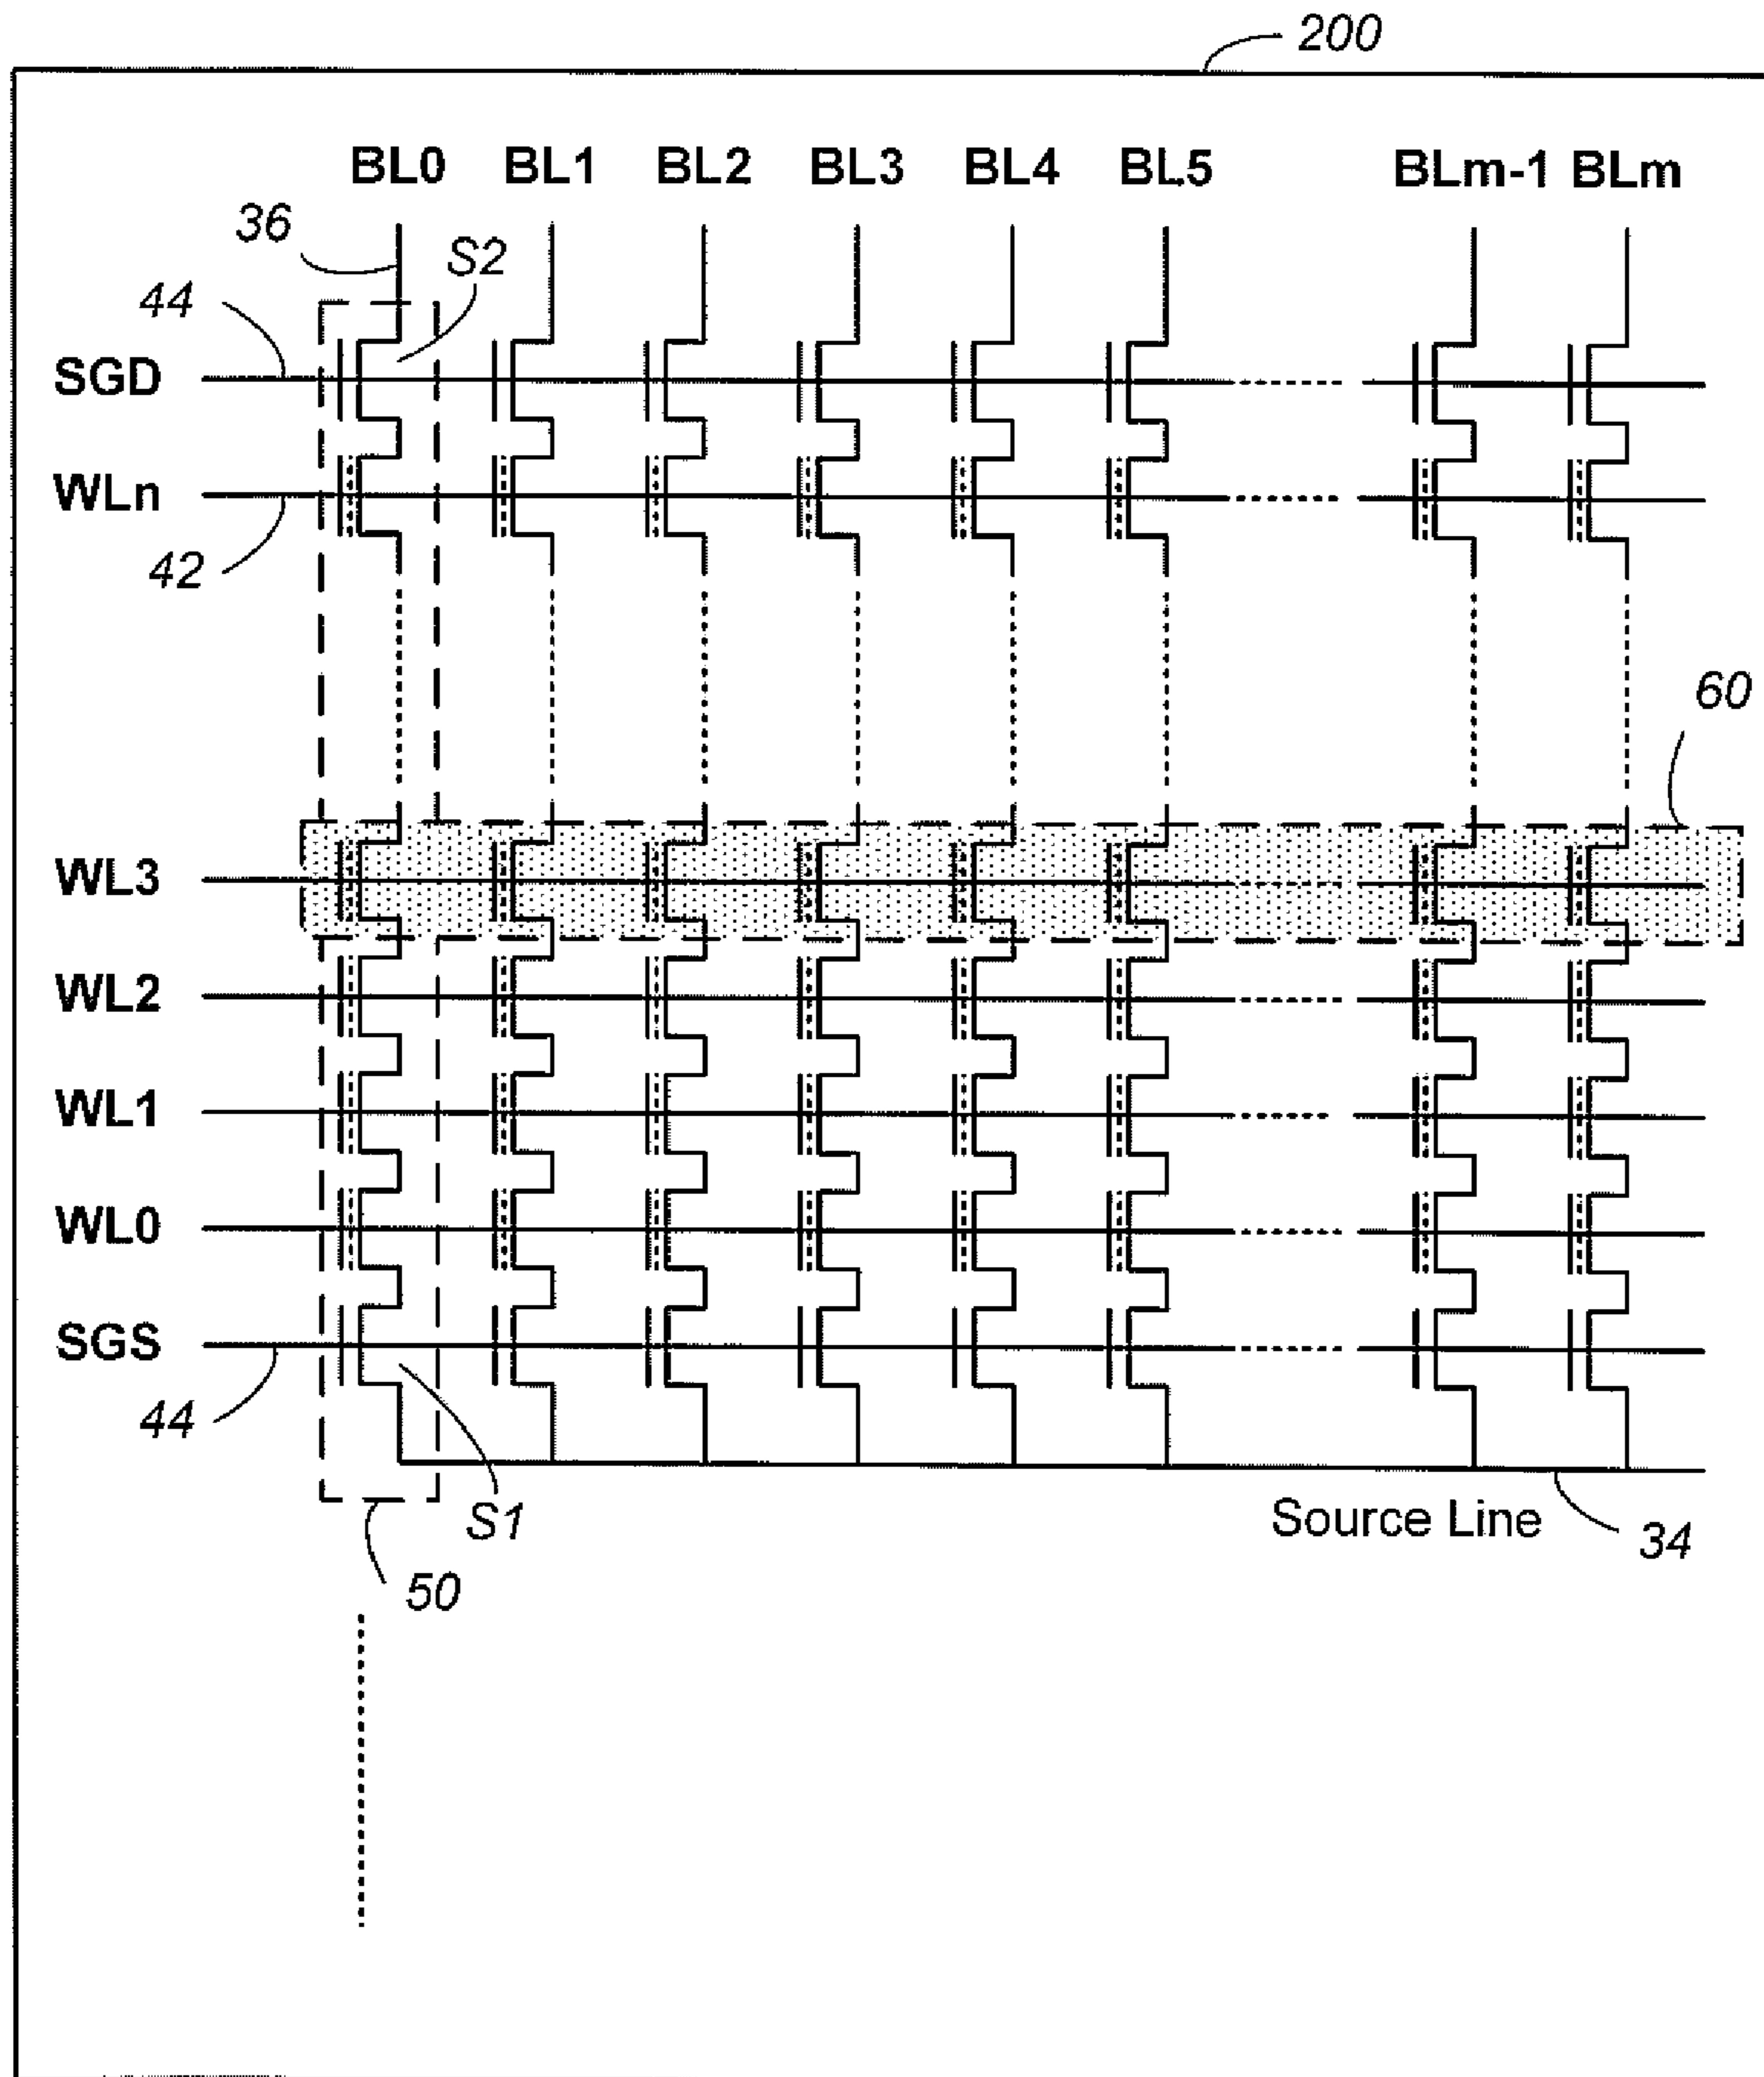 200
BL0 BL1 BL2 BL3 BL4 BL5 BLm-1 BLm
36
S2
44
SGD
WLn
42
60
WL3
WL2
WL1
WL0
SGS
44
S1
Source Line
34
50